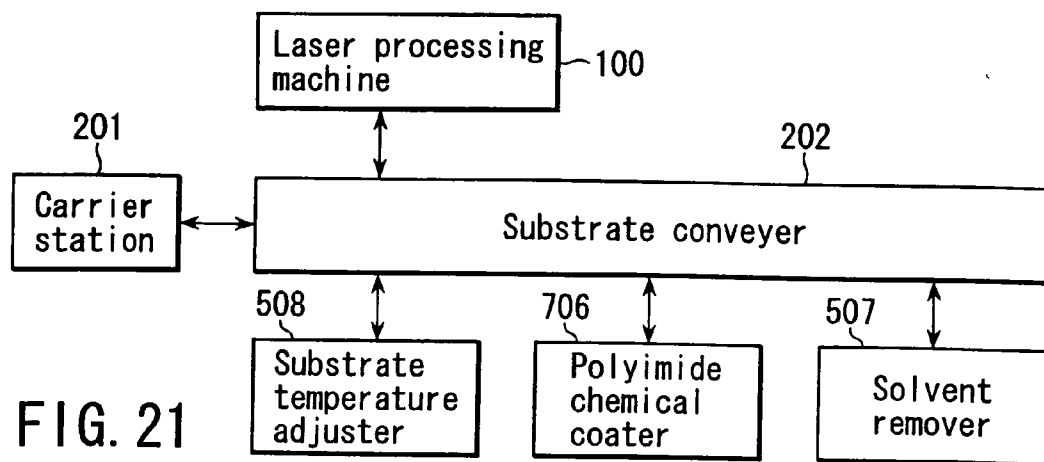 Laser processing
machine
100
201
202
Carrier
station
Substrate conveyer
508
706
507
Substrate
temperature
adjuster
Polyimide
chemical
coater
Solvent
remover
FIG. 21